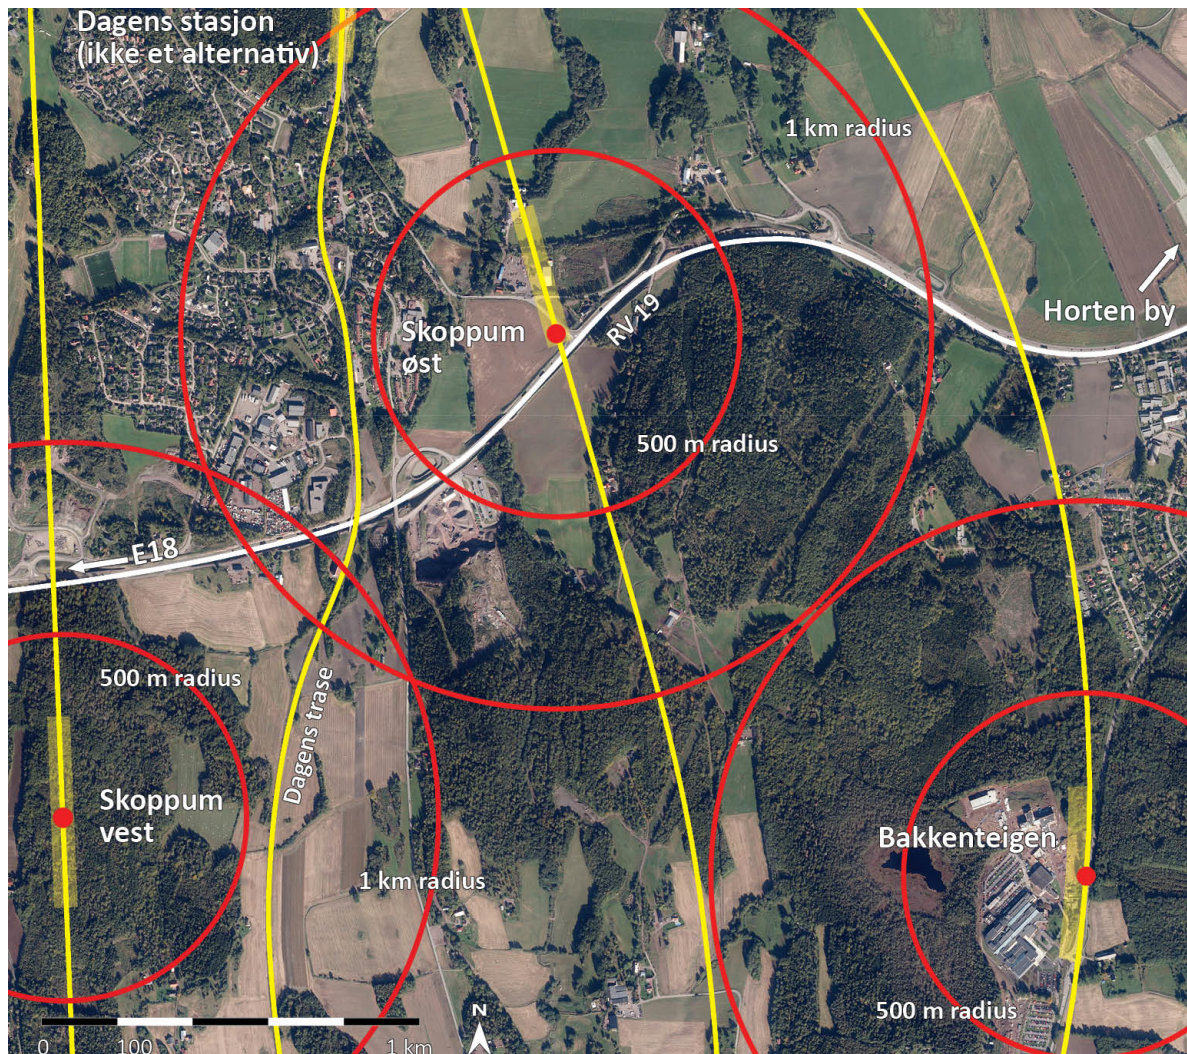 Dagens stasjon
(ikke et alternativ)
1 km radius
Horten by
RV 19
Skoppum
øst
500 m radius
E18
500 m radius
Dagens trase
Skoppum
vest
Bakkenteigen
1 km radius
500 m radius
N
0 100 1 km